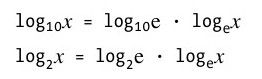 log₁₀x = log₁₀e · logₑx
log₂x = log₂e · logₑx